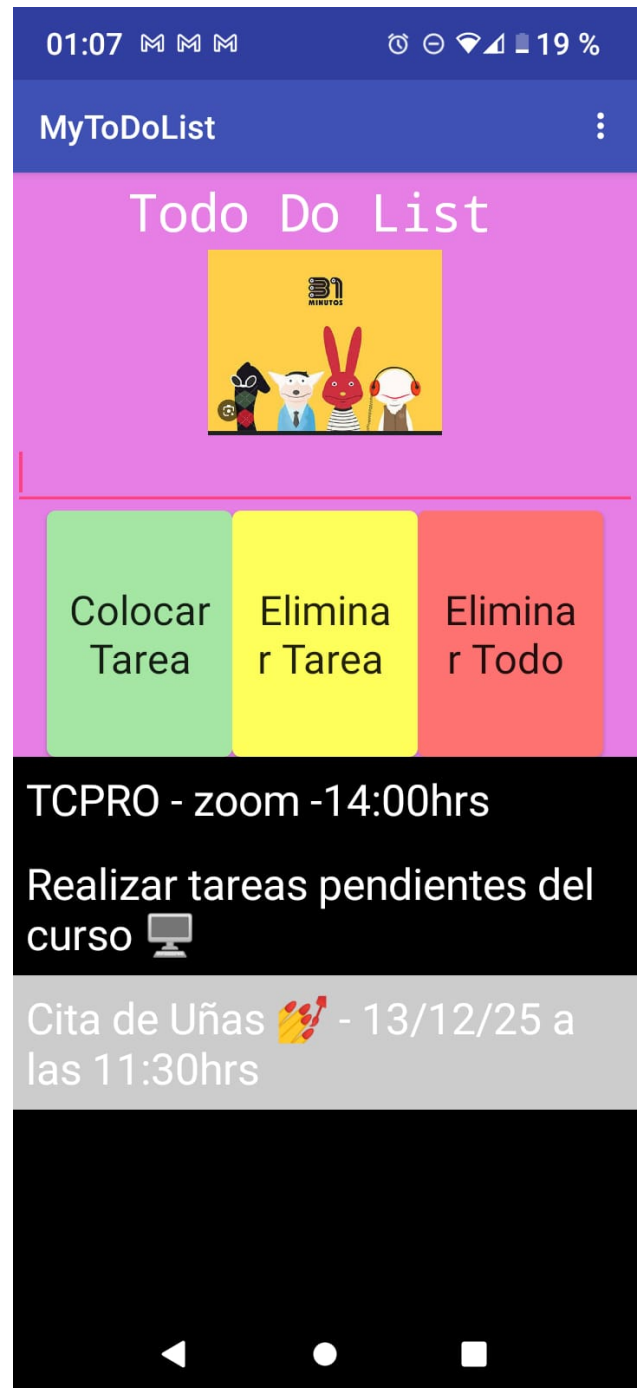 01:07 19 %
MyToDoList
Todo Do List
31
MINUTOS
Colocar
Tarea
Elimina
r Tarea
Elimina
r Todo
TCPRO - zoom -14:00hrs
Realizar tareas pendientes del
curso 🖥️
Cita de Uñas 💅 - 13/12/25 a
las 11:30hrs